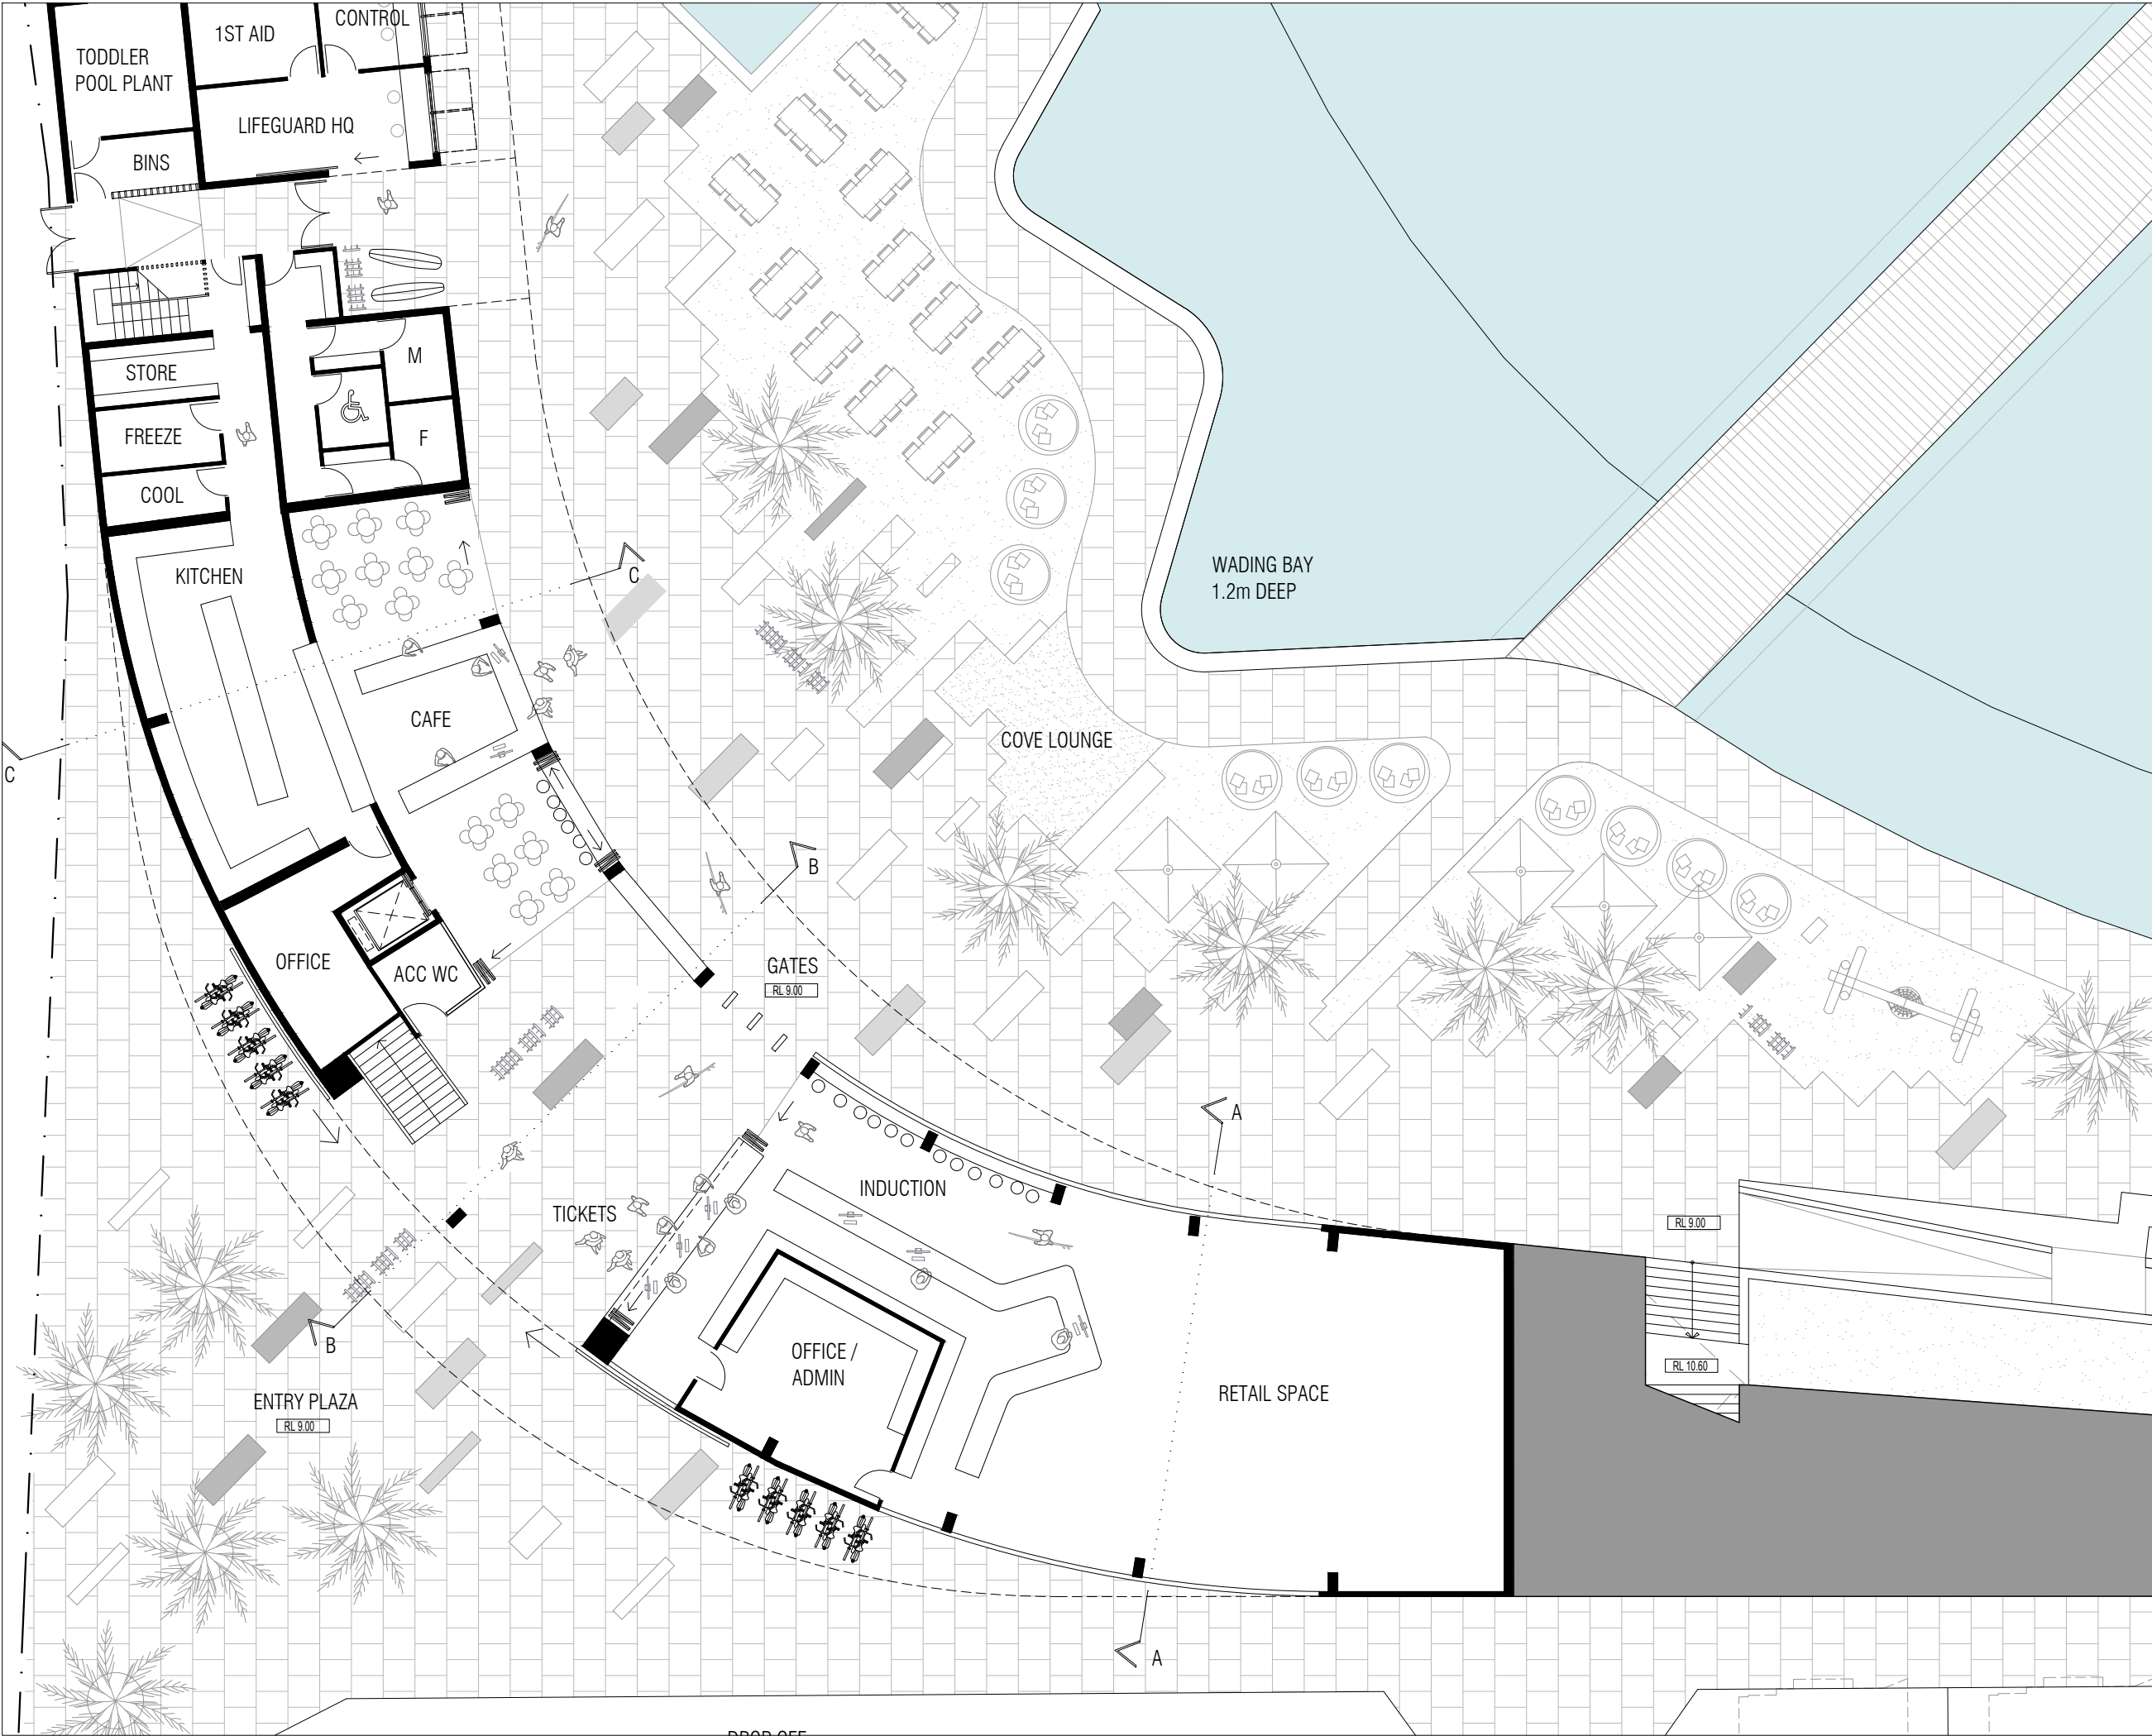 CONTROL
1ST AID
TODDLER
POOL PLANT
LIFEGUARD HQ
BINS
M
STORE
F
FREEZE
COOL
WADING BAY
1.2m DEEP
C
KITCHEN
CAFE
COVE LOUNGE
C
B
GATES
RL 9.00
OFFICE
ACC WC
A
INDUCTION
TICKETS
RL 9.00
B
OFFICE /
ADMIN
RL 10.60
RETAIL SPACE
ENTRY PLAZA
RL 9.00
A
DROP OFF